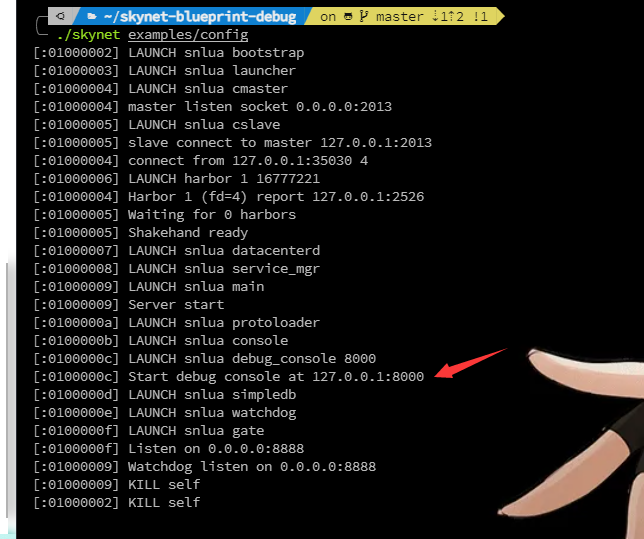 ~/skynet-blueprint-debug on master ⇣1⇡2 !1
./skynet examples/config
[:01000002] LAUNCH snlua bootstrap
[:01000003] LAUNCH snlua launcher
[:01000004] LAUNCH snlua cmaster
[:01000004] master listen socket 0.0.0.0:2013
[:01000005] LAUNCH snlua cslave
[:01000005] slave connect to master 127.0.0.1:2013
[:01000004] connect from 127.0.0.1:35030 4
[:01000006] LAUNCH harbor 1 16777221
[:01000004] Harbor 1 (fd=4) report 127.0.0.1:2526
[:01000005] Waiting for 0 harbors
[:01000005] Shakehand ready
[:01000007] LAUNCH snlua datacenterd
[:01000008] LAUNCH snlua service_mgr
[:01000009] LAUNCH snlua main
[:01000009] Server start
[:0100000a] LAUNCH snlua protoloader
[:0100000b] LAUNCH snlua console
[:0100000c] LAUNCH snlua debug_console 8000
[:0100000c] Start debug console at 127.0.0.1:8000
[:0100000d] LAUNCH snlua simpledb
[:0100000e] LAUNCH snlua watchdog
[:0100000f] LAUNCH snlua gate
[:0100000f] Listen on 0.0.0.0:8888
[:01000009] Watchdog listen on 0.0.0.0:8888
[:01000009] KILL self
[:01000002] KILL self